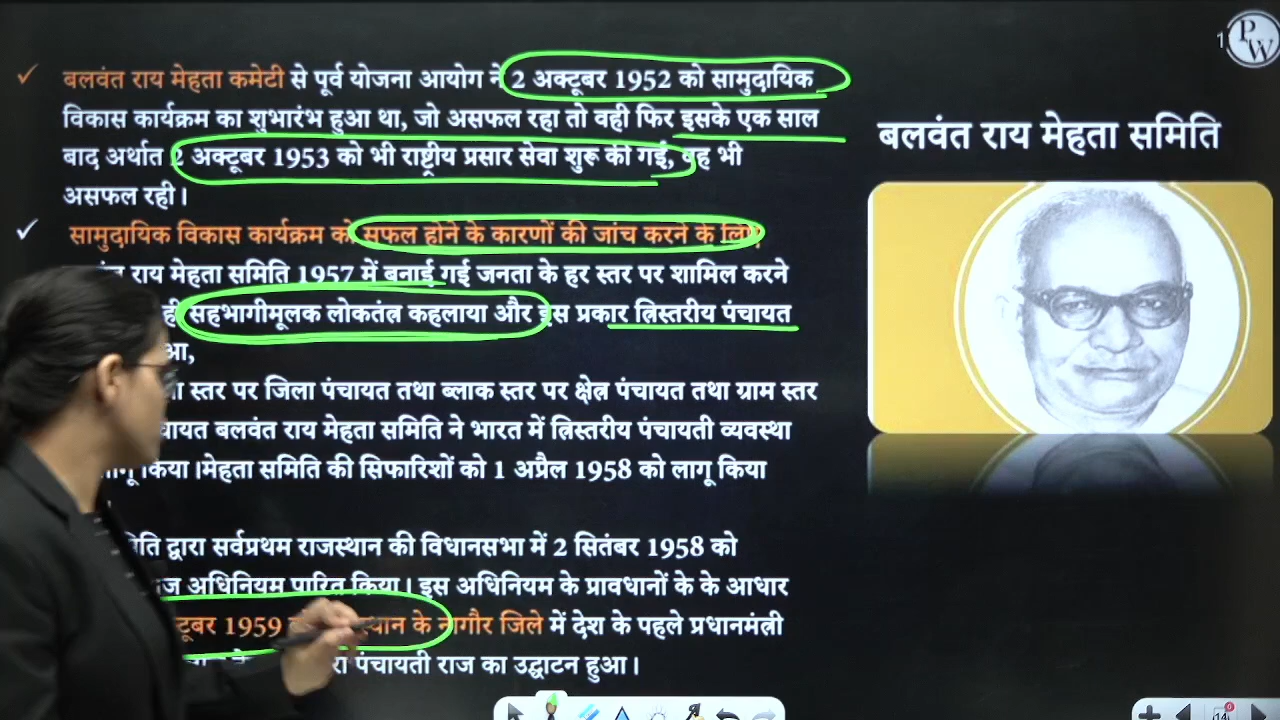 PW
1
बलवंत राय मेहता कमेटी से पूर्व योजना आयोग ने 2 अक्टूबर 1952 को सामुदायिक
विकास कार्यक्रम का शुभारंभ हुआ था, जो असफल रहा तो वही फिर इसके एक साल
बाद अर्थात 2 अक्टूबर 1953 को भी राष्ट्रीय प्रसार सेवा शुरू की गई, वह भी
असफल रही।
सामुदायिक विकास कार्यक्रम को सफल होने के कारणों की जांच करने के लिए
राय मेहता समिति 1957 में बनाई गई जनता के हर स्तर पर शामिल करने
ही सहभागीमूलक लोकतंत्र कहलाया और इस प्रकार त्रिस्तरीय पंचायत
स्तर पर जिला पंचायत तथा ब्लाक स्तर पर क्षेत्र पंचायत तथा ग्राम स्तर
बलवंत राय मेहता समिति ने भारत में त्रिस्तरीय पंचायती व्यवस्था
किया।मेहता समिति की सिफारिशों को 1 अप्रैल 1958 को लागू किया
द्वारा सर्वप्रथम राजस्थान की विधानसभा में 2 सितंबर 1958 को
अधिनियम पारित किया। इस अधिनियम के प्रावधानों के के आधार
1959 के नागौर जिले में देश के पहले प्रधानमंत्री
पंचायती राज का उद्घाटन हुआ।
बलवंत राय मेहता समिति
14